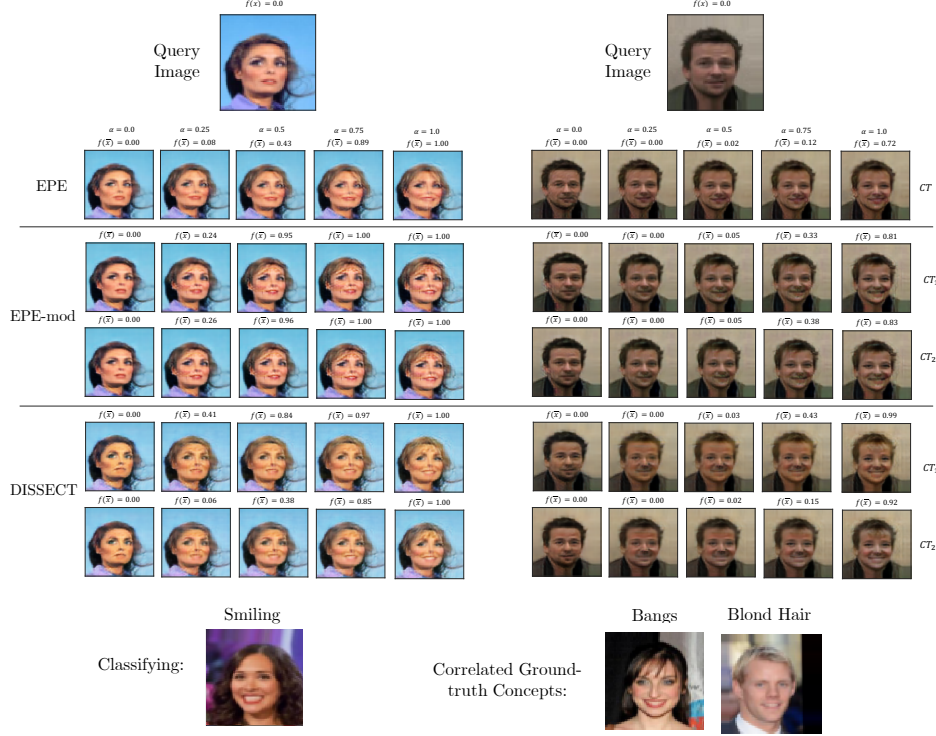 f(x) = 0.0 f(x) = 0.0
Query Image Query Image
α = 0.0 α = 0.25 α = 0.5 α = 0.75 α = 1.0 α = 0.0 α = 0.25 α = 0.5 α = 0.75 α = 1.0
f(x̄) = 0.00 f(x̄) = 0.08 f(x̄) = 0.43 f(x̄) = 0.89 f(x̄) = 1.00 f(x̄) = 0.00 f(x̄) = 0.00 f(x̄) = 0.02 f(x̄) = 0.12 f(x̄) = 0.72
EPE CT
f(x̄) = 0.00 f(x̄) = 0.24 f(x̄) = 0.95 f(x̄) = 1.00 f(x̄) = 1.00 f(x̄) = 0.00 f(x̄) = 0.00 f(x̄) = 0.05 f(x̄) = 0.33 f(x̄) = 0.81
CT
EPE-mod
f(x̄) = 0.00 f(x̄) = 0.26 f(x̄) = 0.96 f(x̄) = 1.00 f(x̄) = 1.00 f(x̄) = 0.00 f(x̄) = 0.00 f(x̄) = 0.05 f(x̄) = 0.38 f(x̄) = 0.83
CT₂
f(x̄) = 0.00 f(x̄) = 0.41 f(x̄) = 0.84 f(x̄) = 0.97 f(x̄) = 1.00 f(x̄) = 0.00 f(x̄) = 0.00 f(x̄) = 0.03 f(x̄) = 0.43 f(x̄) = 0.99
CT
DISSECT
f(x̄) = 0.00 f(x̄) = 0.06 f(x̄) = 0.38 f(x̄) = 0.85 f(x̄) = 1.00 f(x̄) = 0.00 f(x̄) = 0.00 f(x̄) = 0.02 f(x̄) = 0.15 f(x̄) = 0.92
CT₂
Smiling Bangs Blond Hair
Classifying:
Correlated Ground-
truth Concepts: